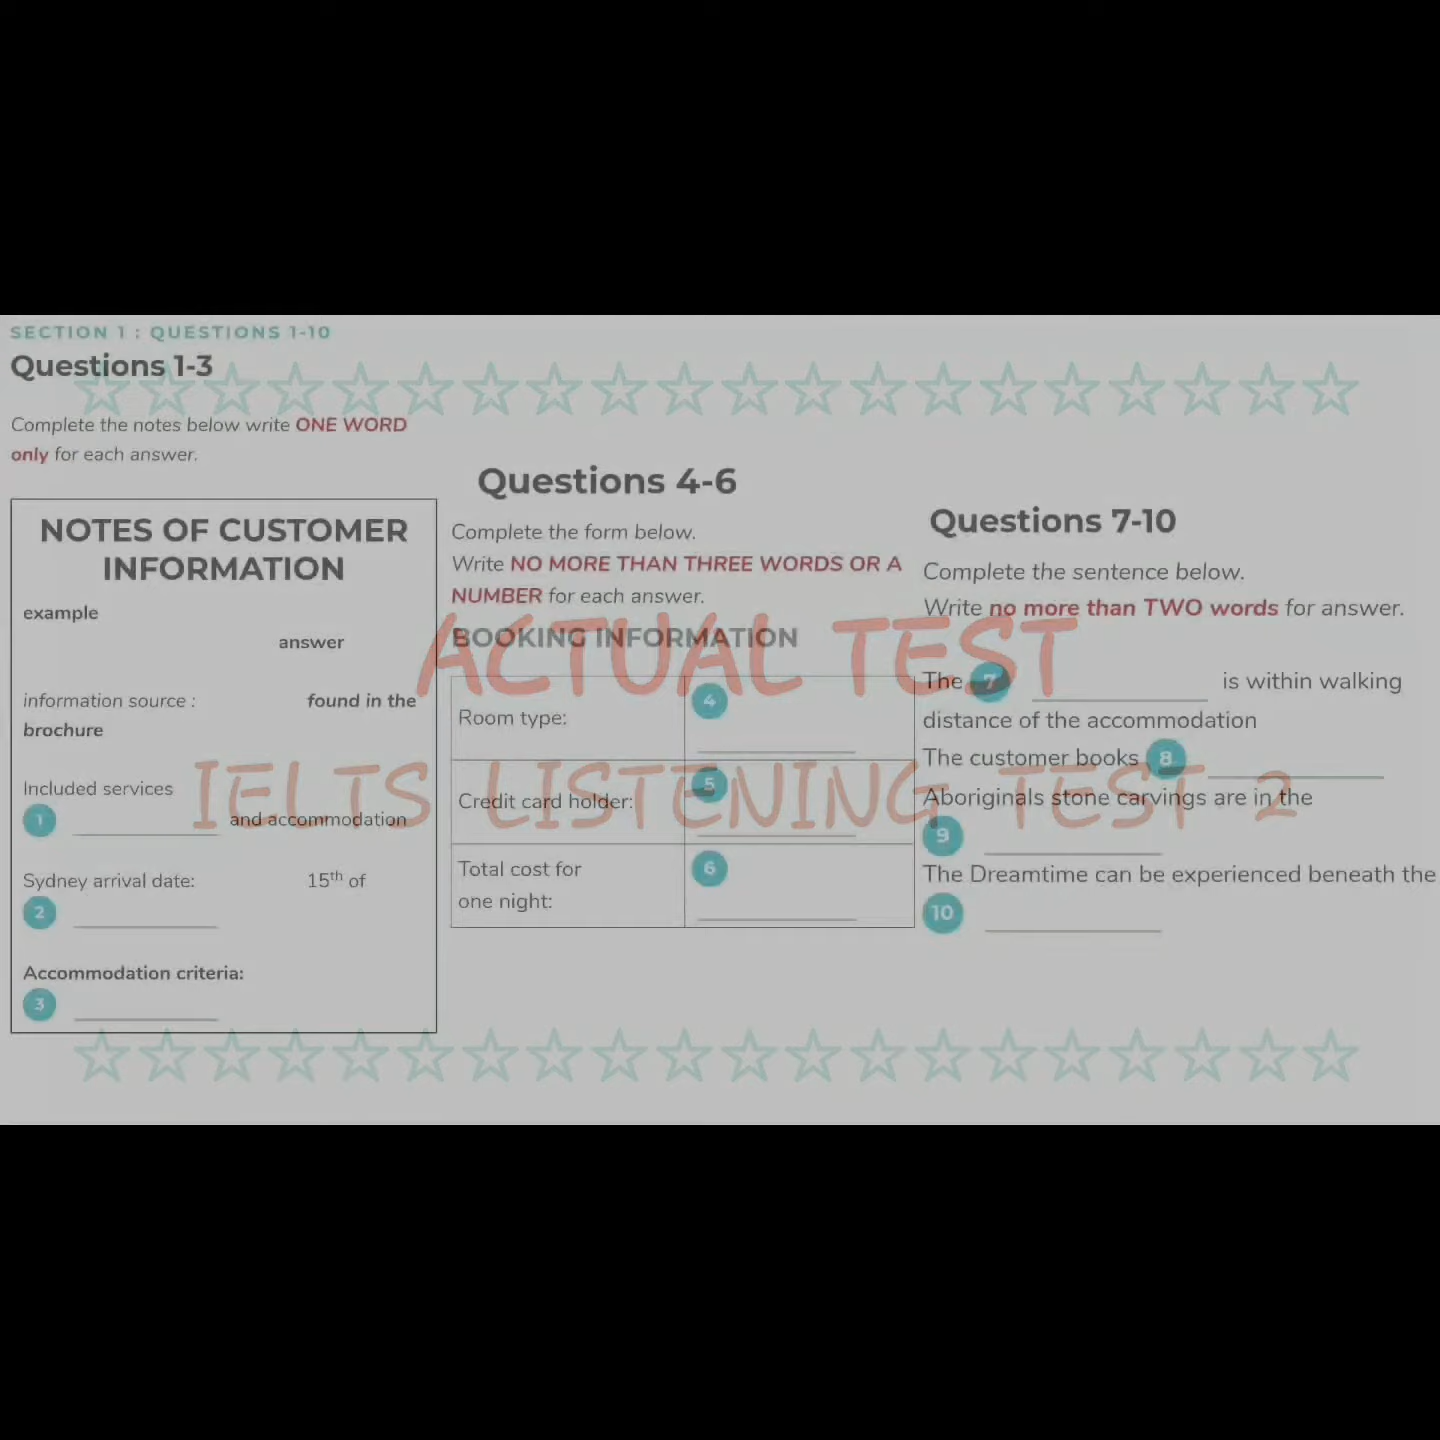 SECTION 1 : QUESTIONS 1-10
Questions 1-3
Complete the notes below write ONE WORD
only for each answer.
NOTES OF CUSTOMER
INFORMATION
example
answer
information source : found in the
brochure
Included services
1 and accommodation
Sydney arrival date: 15th of
2
Accommodation criteria:
3
Questions 4-6
Complete the form below.
Write NO MORE THAN THREE WORDS OR A
NUMBER for each answer.
BOOKING INFORMATION
Room type: 4
Credit card holder: 5
Total cost for
one night: 6
Questions 7-10
Complete the sentence below.
Write no more than TWO words for answer.
The 7 is within walking
distance of the accommodation
The customer books 8
Aboriginals stone carvings are in the
9
The Dreamtime can be experienced beneath the
10
ACTUAL TEST
IELTS LISTENING TEST 2